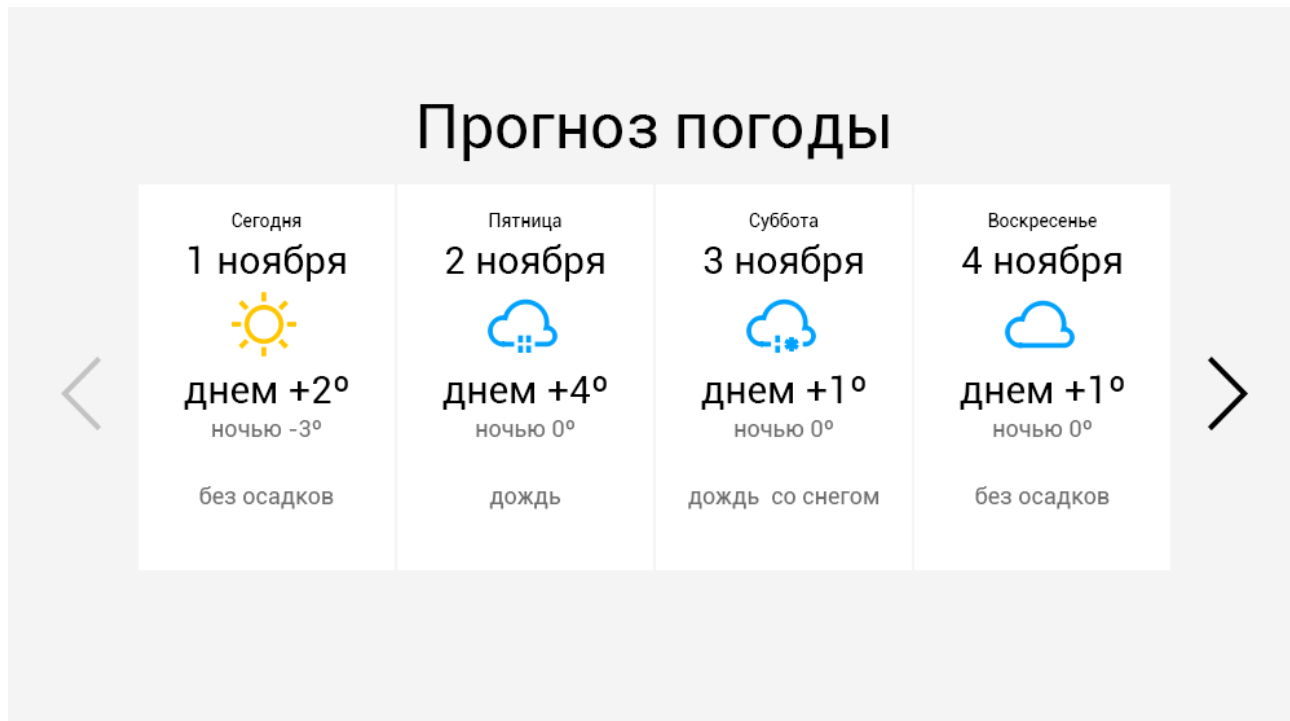 Прогноз погоды
Сегодня
1 ноября
днем +2º
ночью -3º
без осадков
Пятница
2 ноября
днем +4º
ночью 0º
дождь
Суббота
3 ноября
днем +1º
ночью 0º
дождь со снегом
Воскресенье
4 ноября
днем +1º
ночью 0º
без осадков